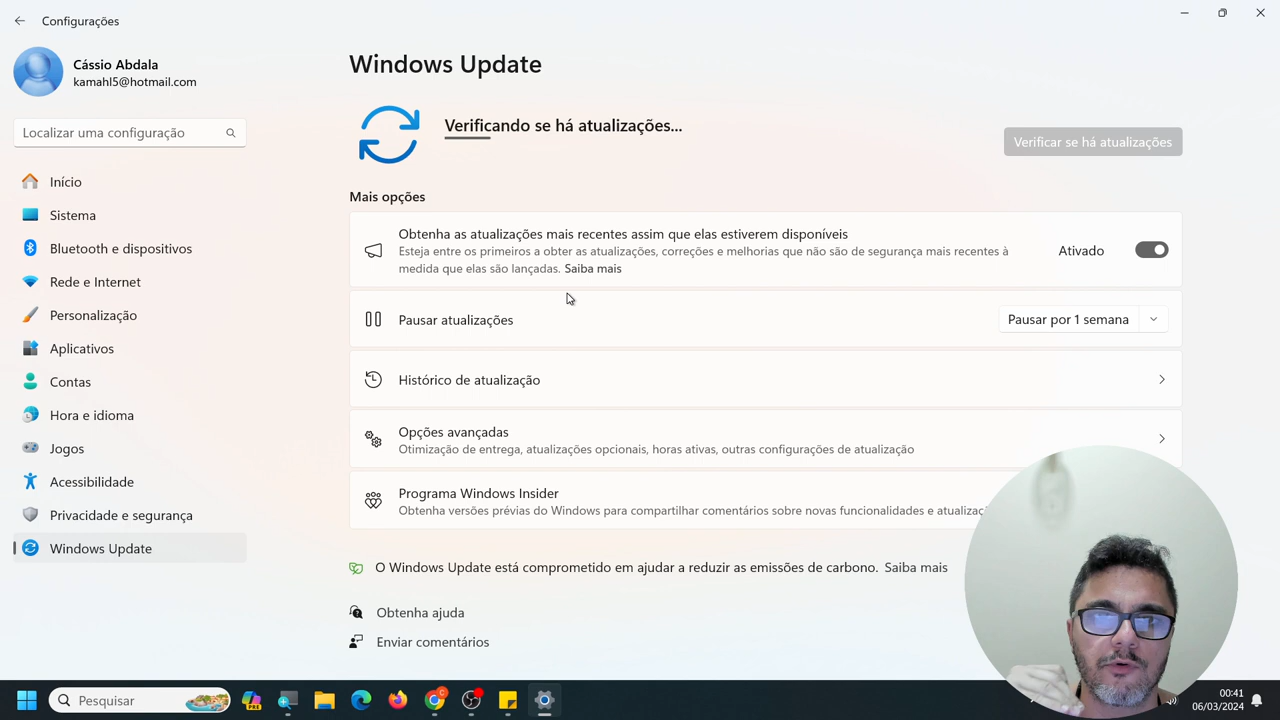 Configurações
Cássio Abdala
kamahl5@hotmail.com
Localizar uma configuração
Início
Sistema
Bluetooth e dispositivos
Rede e Internet
Personalização
Aplicativos
Contas
Hora e idioma
Jogos
Acessibilidade
Privacidade e segurança
Windows Update
Windows Update
Verificando se há atualizações...
Verificar se há atualizações
Mais opções
Obtenha as atualizações mais recentes assim que elas estiverem disponíveis
Esteja entre os primeiros a obter as atualizações, correções e melhorias que não são de segurança mais recentes à
medida que elas são lançadas. Saiba mais
Ativado
Pausar atualizações
Pausar por 1 semana
Histórico de atualização
Opções avançadas
Otimização de entrega, atualizações opcionais, horas ativas, outras configurações de atualização
Programa Windows Insider
Obtenha versões prévias do Windows para compartilhar comentários sobre novas funcionalidades e
O Windows Update está comprometido em ajudar a reduzir as emissões de carbono. Saiba mais
Obtenha ajuda
Enviar comentários
Pesquisar
PRE
C
00:41
06/03/2024